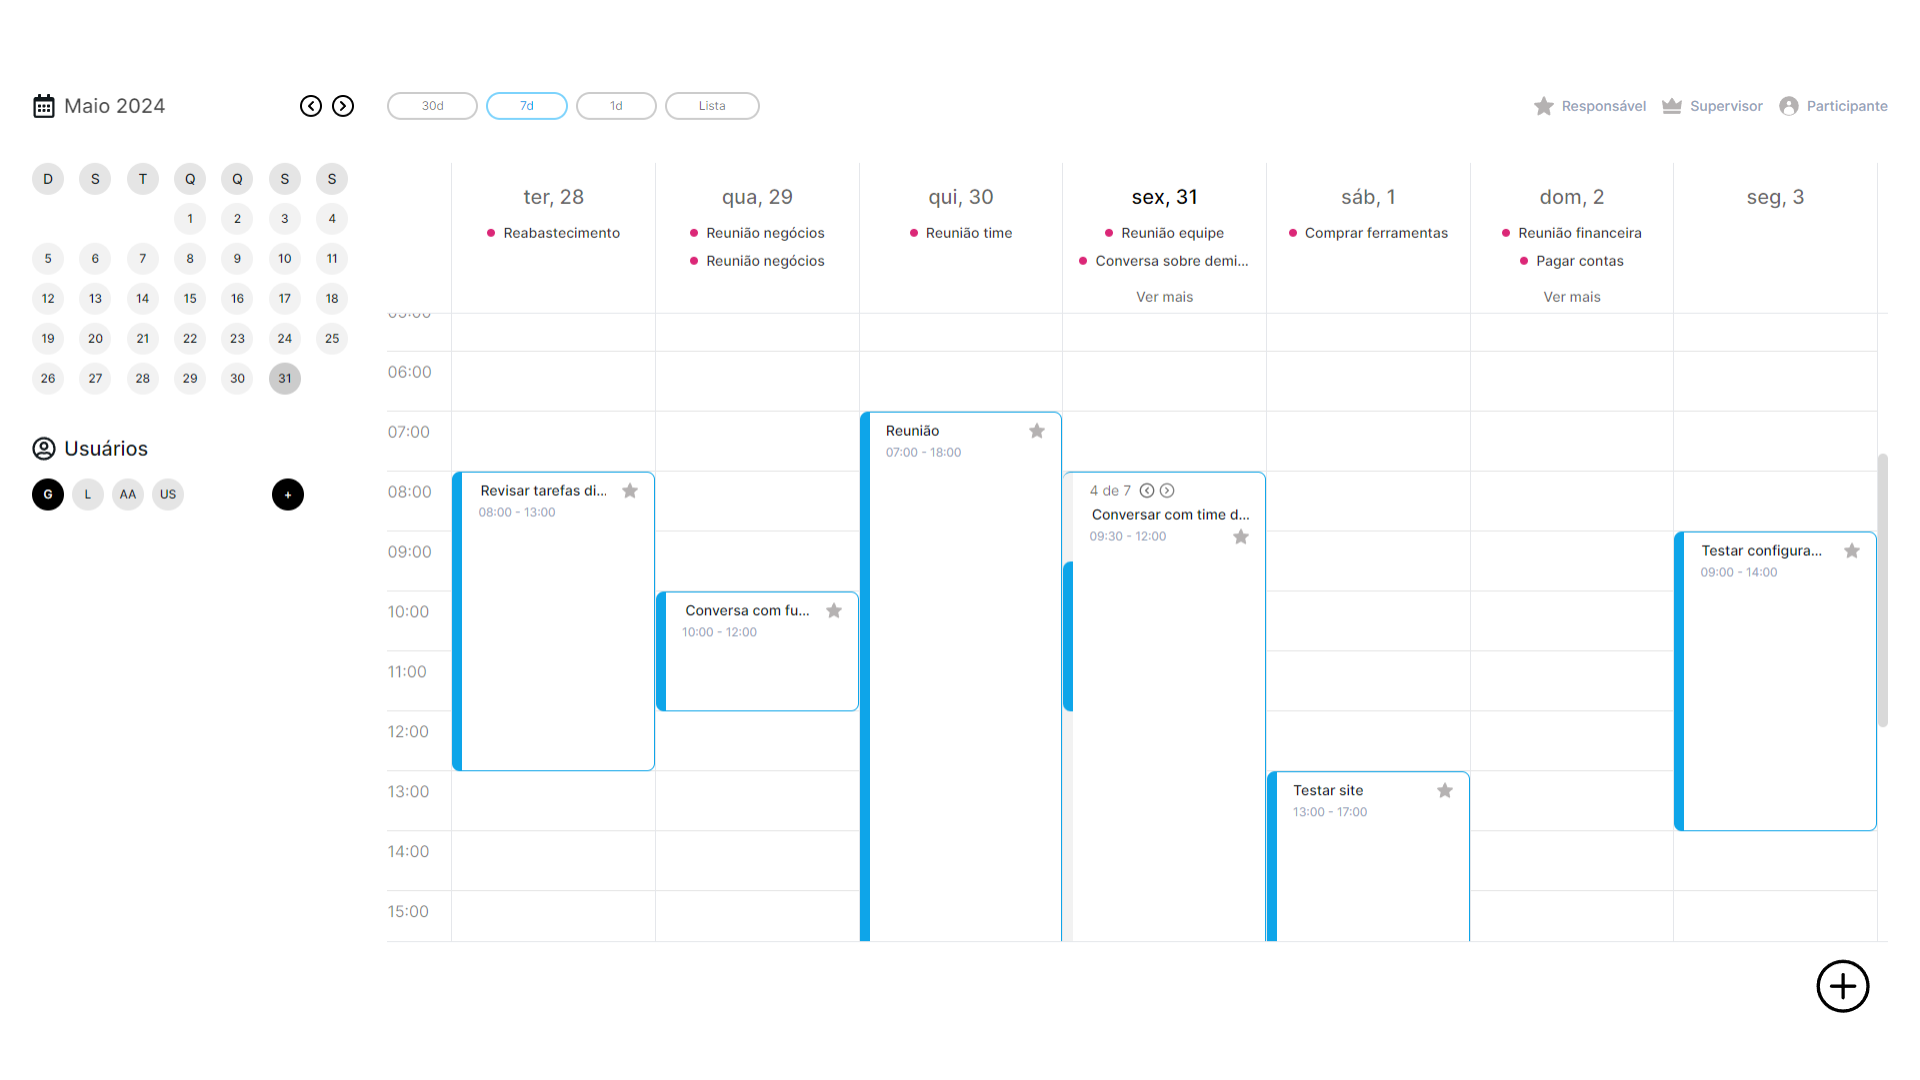 Maio 2024
30d 7d 1d Lista
Responsável Supervisor Participante
D S T Q Q S S
1 2 3 4
5 6 7 8 9 10 11
12 13 14 15 16 17 18
19 20 21 22 23 24 25
26 27 28 29 30 31
Usuários
G L AA US +
ter, 28
Reabastecimento
qua, 29
Reunião negócios
Reunião negócios
qui, 30
Reunião time
sex, 31
Reunião equipe
Conversa sobre demi...
Ver mais
sáb, 1
Comprar ferramentas
dom, 2
Reunião financeira
Pagar contas
Ver mais
seg, 3
05:00
06:00
07:00
08:00
09:00
10:00
11:00
12:00
13:00
14:00
15:00
Revisar tarefas di...
08:00 - 13:00
Conversa com fu...
10:00 - 12:00
Reunião
07:00 - 18:00
4 de 7
Conversar com time d...
09:30 - 12:00
Testar site
13:00 - 17:00
Testar configura...
09:00 - 14:00